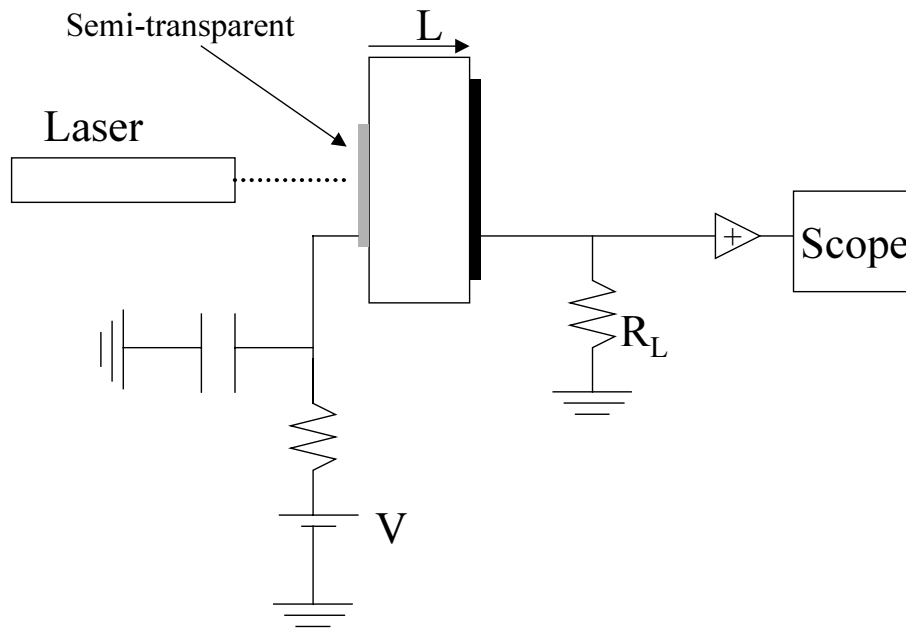 Semi-transparent
L
Laser
+
Scope
R_L
V